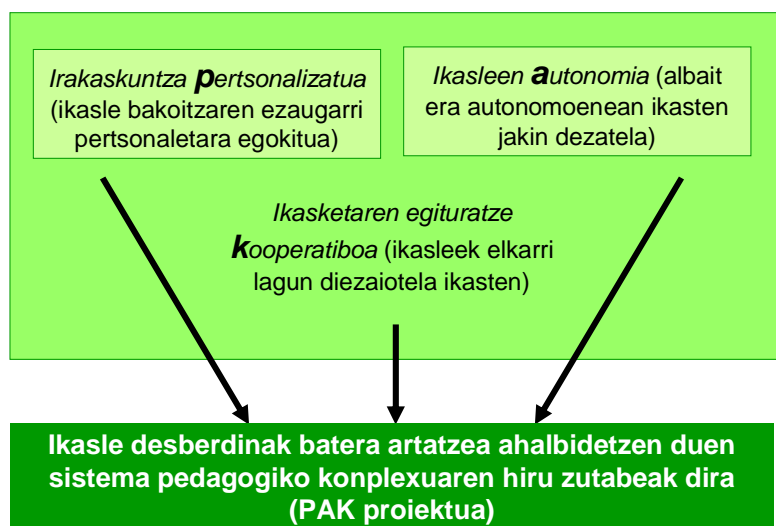 Irakaskuntza pertsonalizatua
(ikasle bakoitzaren ezaugarri
pertsonaletara egokitua)
Ikasleen autonomia (albait
era autonomoenean ikasten
jakin dezatela)
Ikasketaren egituratze
kooperatiboa (ikasleek elkarri
lagun diezaiotela ikasten)
Ikasle desberdinak batera artatzea ahalbidetzen duen
sistema pedagogiko konplexuaren hiru zutabeak dira
(PAK proiektua)